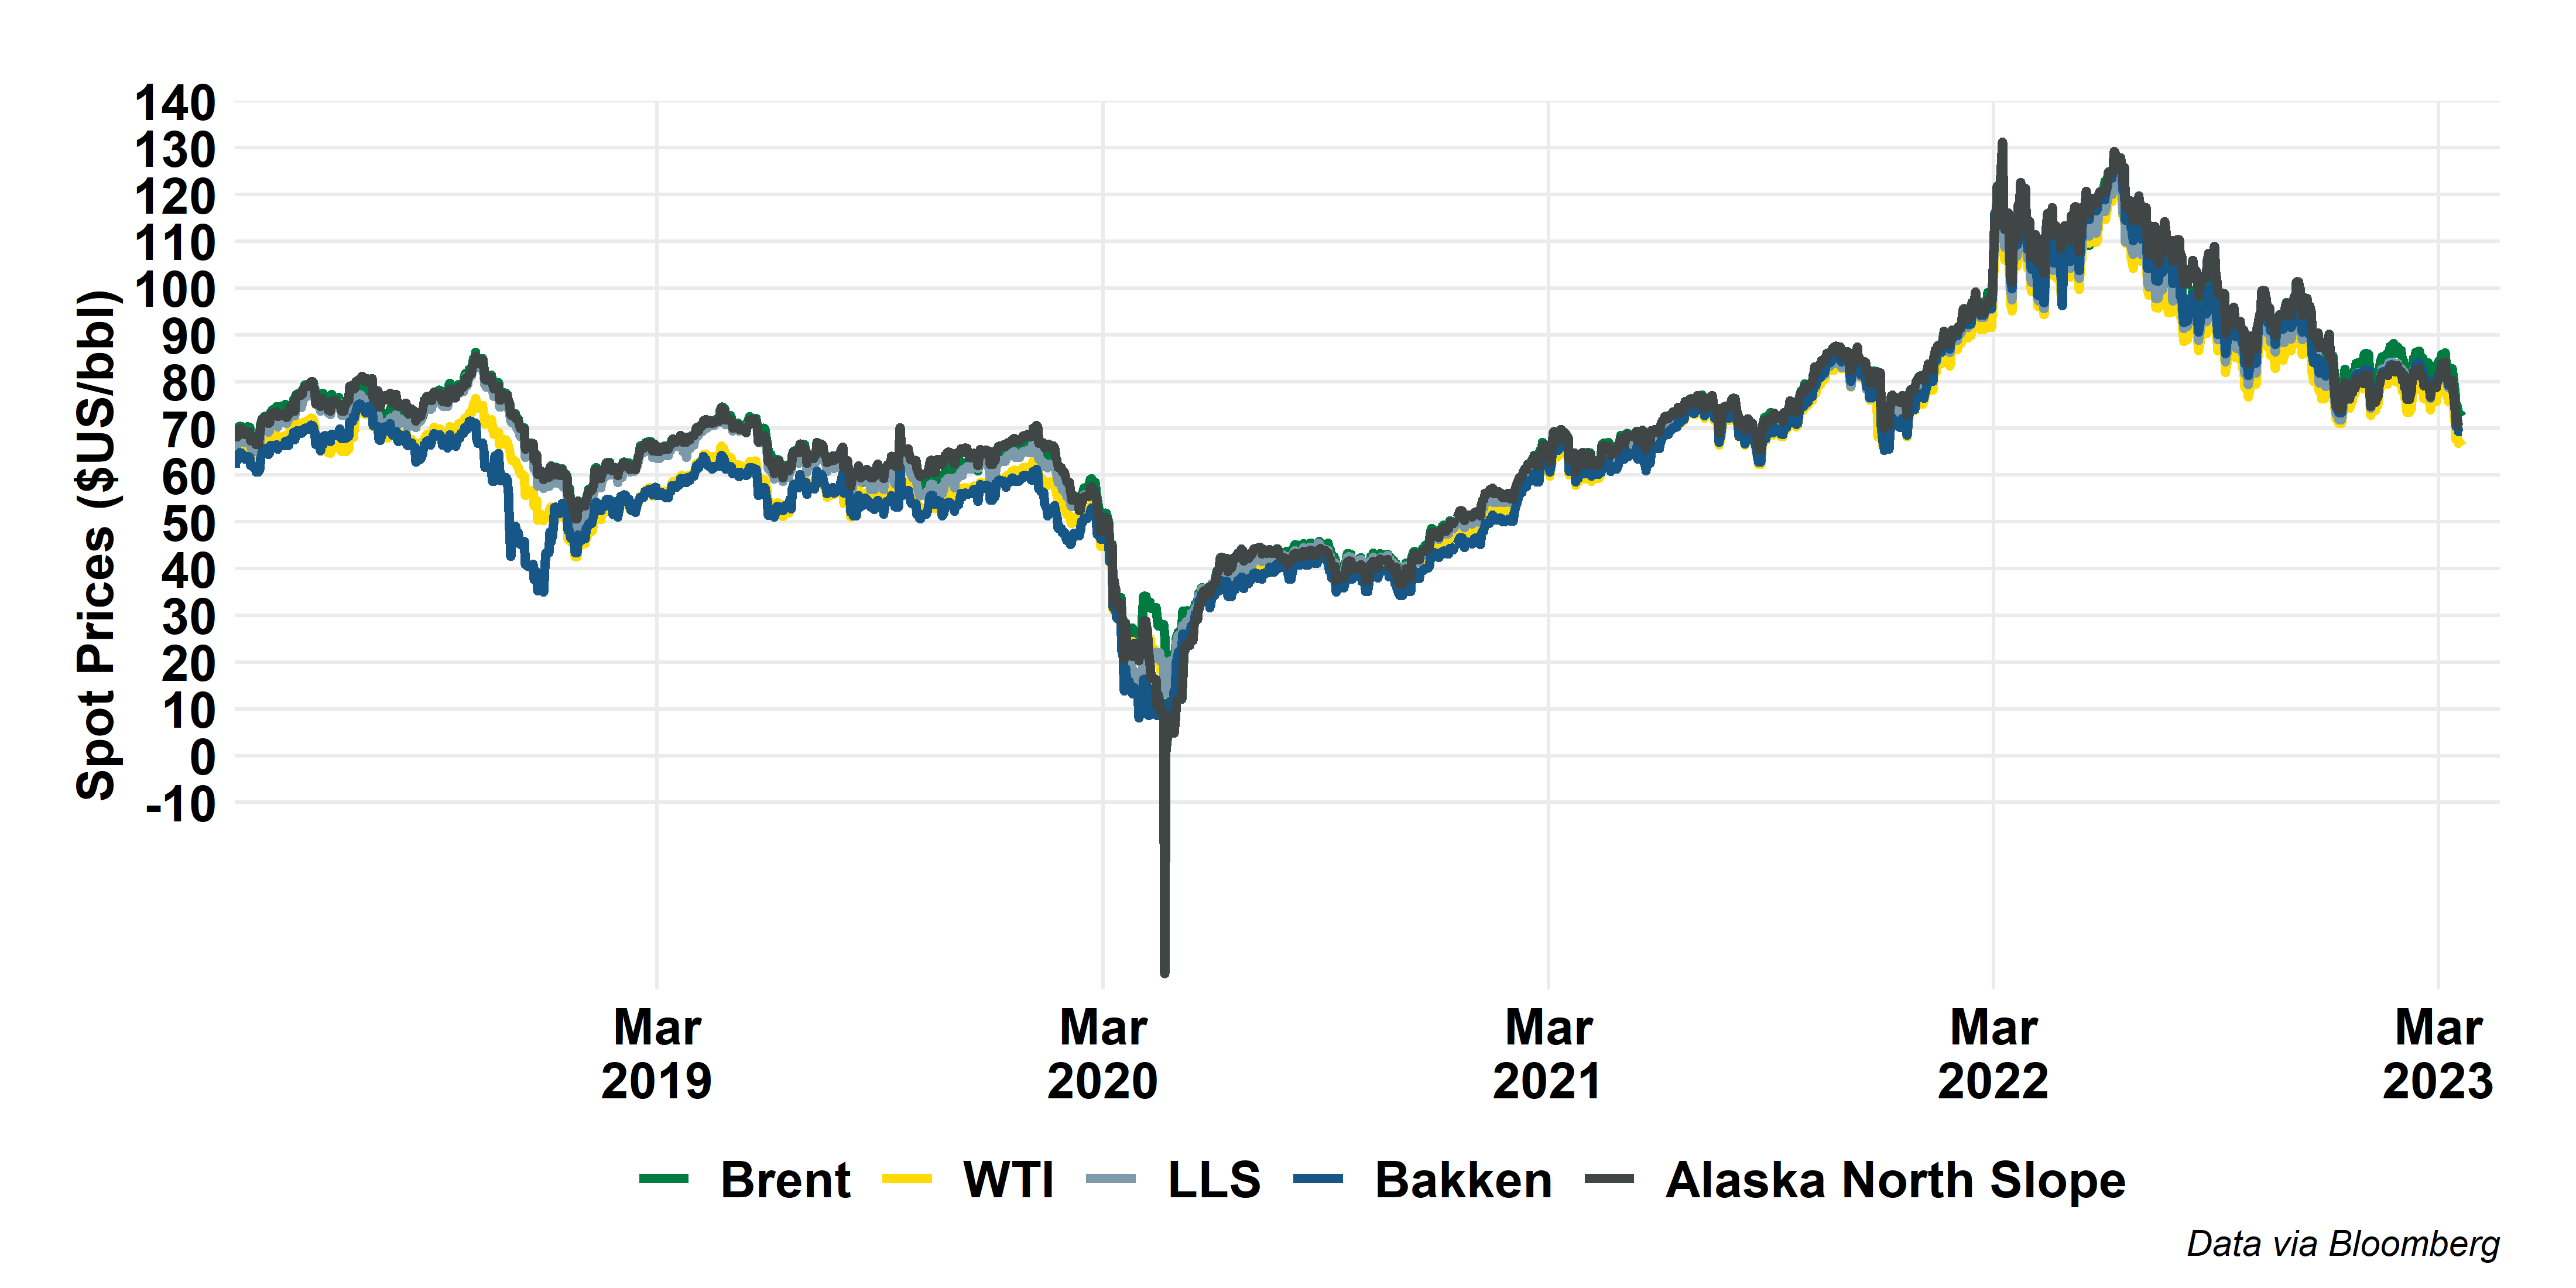 140
130
120
110
100
90
80
70
60
50
40
30
20
10
0
-10
Spot Prices ($US/bbl)
Mar
2019
Mar
2020
Mar
2021
Mar
2022
Mar
2023
Brent WTI LLS Bakken Alaska North Slope
Data via Bloomberg